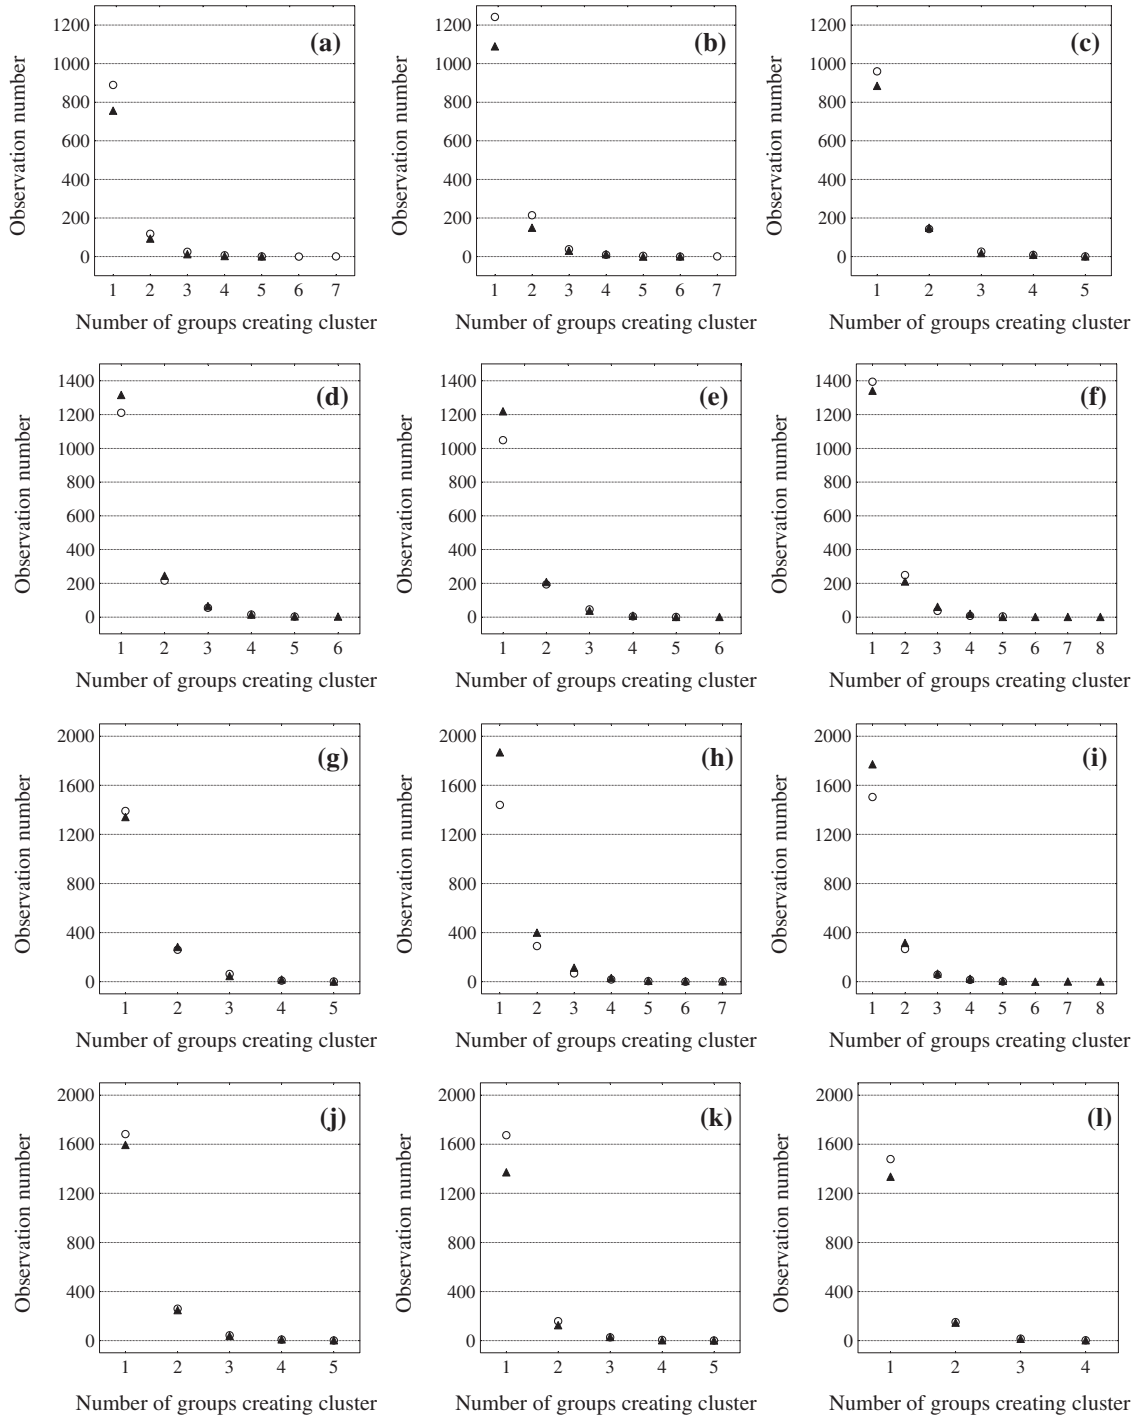 (a)
Observation number
1200
1000
800
600
400
200
0
1 2 3 4 5 6 7
Number of groups creating cluster
(b)
Observation number
1200
1000
800
600
400
200
0
1 2 3 4 5 6 7
Number of groups creating cluster
(c)
Observation number
1200
1000
800
600
400
200
0
1 2 3 4 5
Number of groups creating cluster
(d)
Observation number
1400
1200
1000
800
600
400
200
0
1 2 3 4 5 6
Number of groups creating cluster
(e)
Observation number
1400
1200
1000
800
600
400
200
0
1 2 3 4 5 6
Number of groups creating cluster
(f)
Observation number
1400
1200
1000
800
600
400
200
0
1 2 3 4 5 6 7 8
Number of groups creating cluster
(g)
Observation number
2000
1600
1200
800
400
0
1 2 3 4 5
Number of groups creating cluster
(h)
Observation number
2000
1600
1200
800
400
0
1 2 3 4 5 6 7
Number of groups creating cluster
(i)
Observation number
2000
1600
1200
800
400
0
1 2 3 4 5 6 7 8
Number of groups creating cluster
(j)
Observation number
2000
1600
1200
800
400
0
1 2 3 4 5
Number of groups creating cluster
(k)
Observation number
2000
1600
1200
800
400
0
1 2 3 4 5
Number of groups creating cluster
(l)
Observation number
2000
1600
1200
800
400
0
1 2 3 4
Number of groups creating cluster